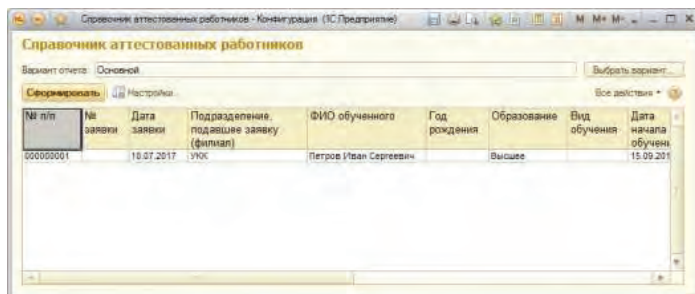 Справочник аттестованных работников - Конфигурация (1С:Предприятие)
M M+ M-
Справочник аттестованных работников
Вариант отчета: Основной
Выбрать вариант...
Сформировать Настройки... Все действия
№ п/п № заявки Дата заявки Подразделение, подавшее заявку (филиал) ФИО обученного Год рождения Образование Вид обучения Дата начала обучени
000000001 10.07.2017 УКК Петров Иван Сергеевич Высшее 15.09.201